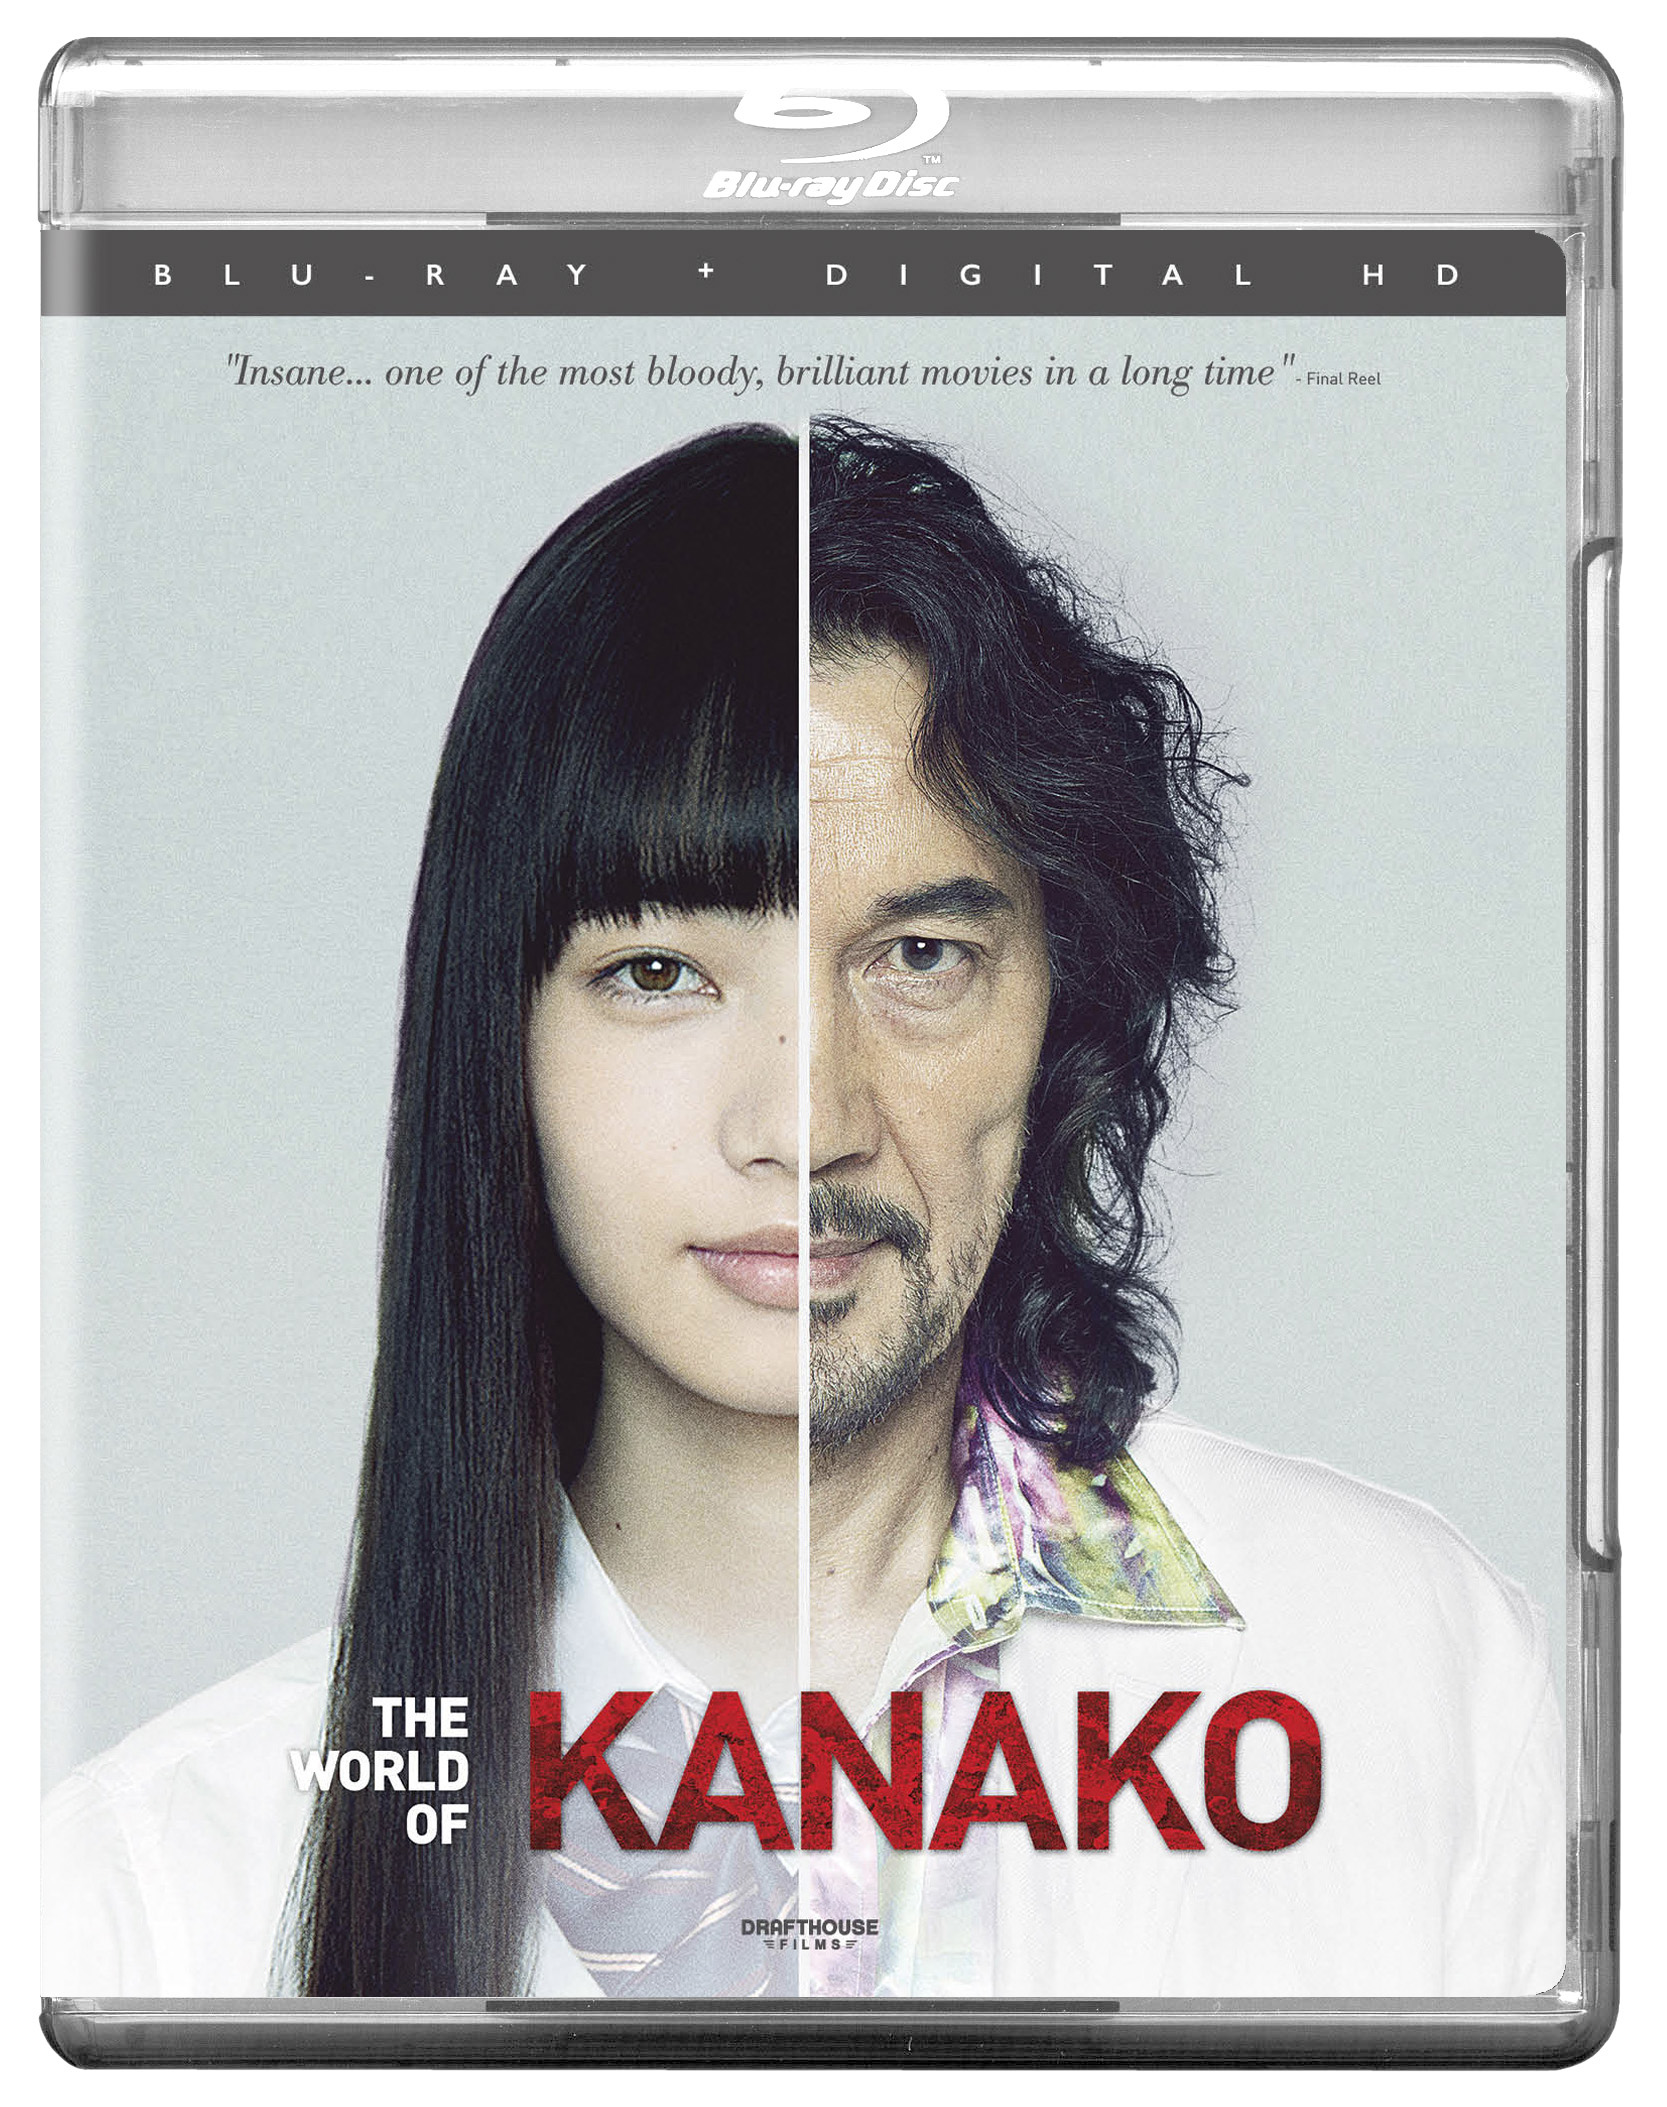 Blu-ray Disc™
BLU-RAY + DIGITAL HD
"Insane... one of the most bloody, brilliant movies in a long time" - Final Reel
THE
WORLD
OF
KANAKO
DRAFTHOUSE
FILMS